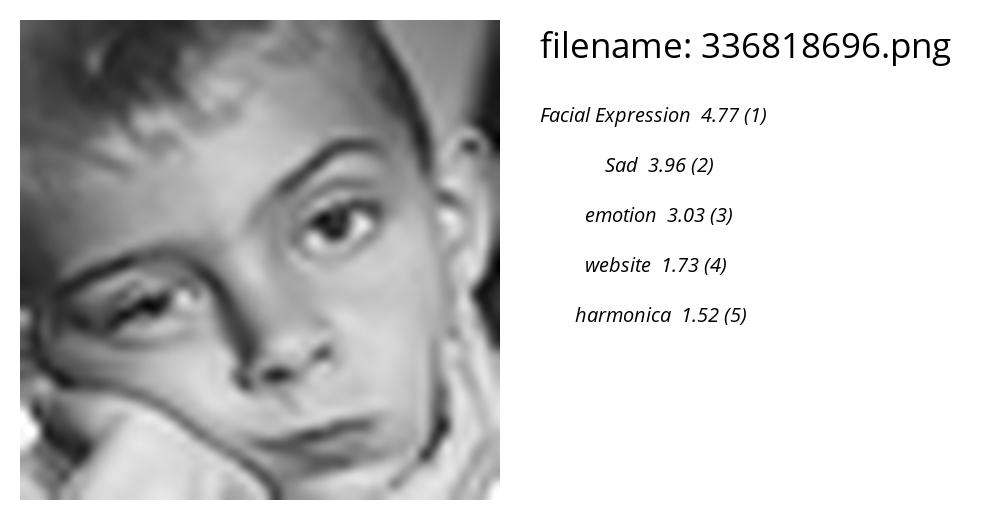 filename: 336818696.png
Facial Expression 4.77 (1)
Sad 3.96 (2)
emotion 3.03 (3)
website 1.73 (4)
harmonica 1.52 (5)